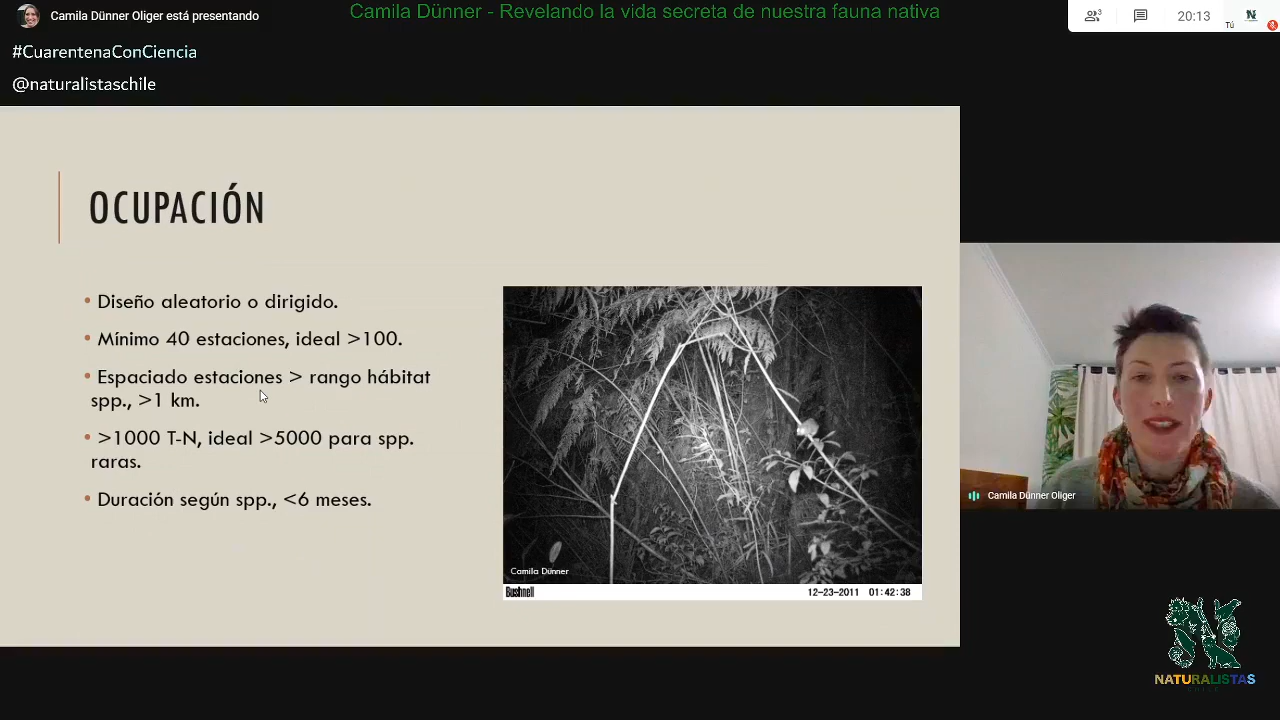 Camila Dünner Oliger está presentando
Camila Dünner - Revelando la vida secreta de nuestra fauna nativa
3
20:13
Tú
#CuarentenaConCiencia
@naturalistaschile
OCUPACIÓN
• Diseño aleatorio o dirigido.
• Mínimo 40 estaciones, ideal >100.
• Espaciado estaciones > rango hábitat
spp., >1 km.
• >1000 T-N, ideal >5000 para spp.
raras.
• Duración según spp., <6 meses.
Camila Dünner
Bushnell
12-23-2011 01:42:38
Camila Dünner Oliger
NATURALISTAS
CHILE